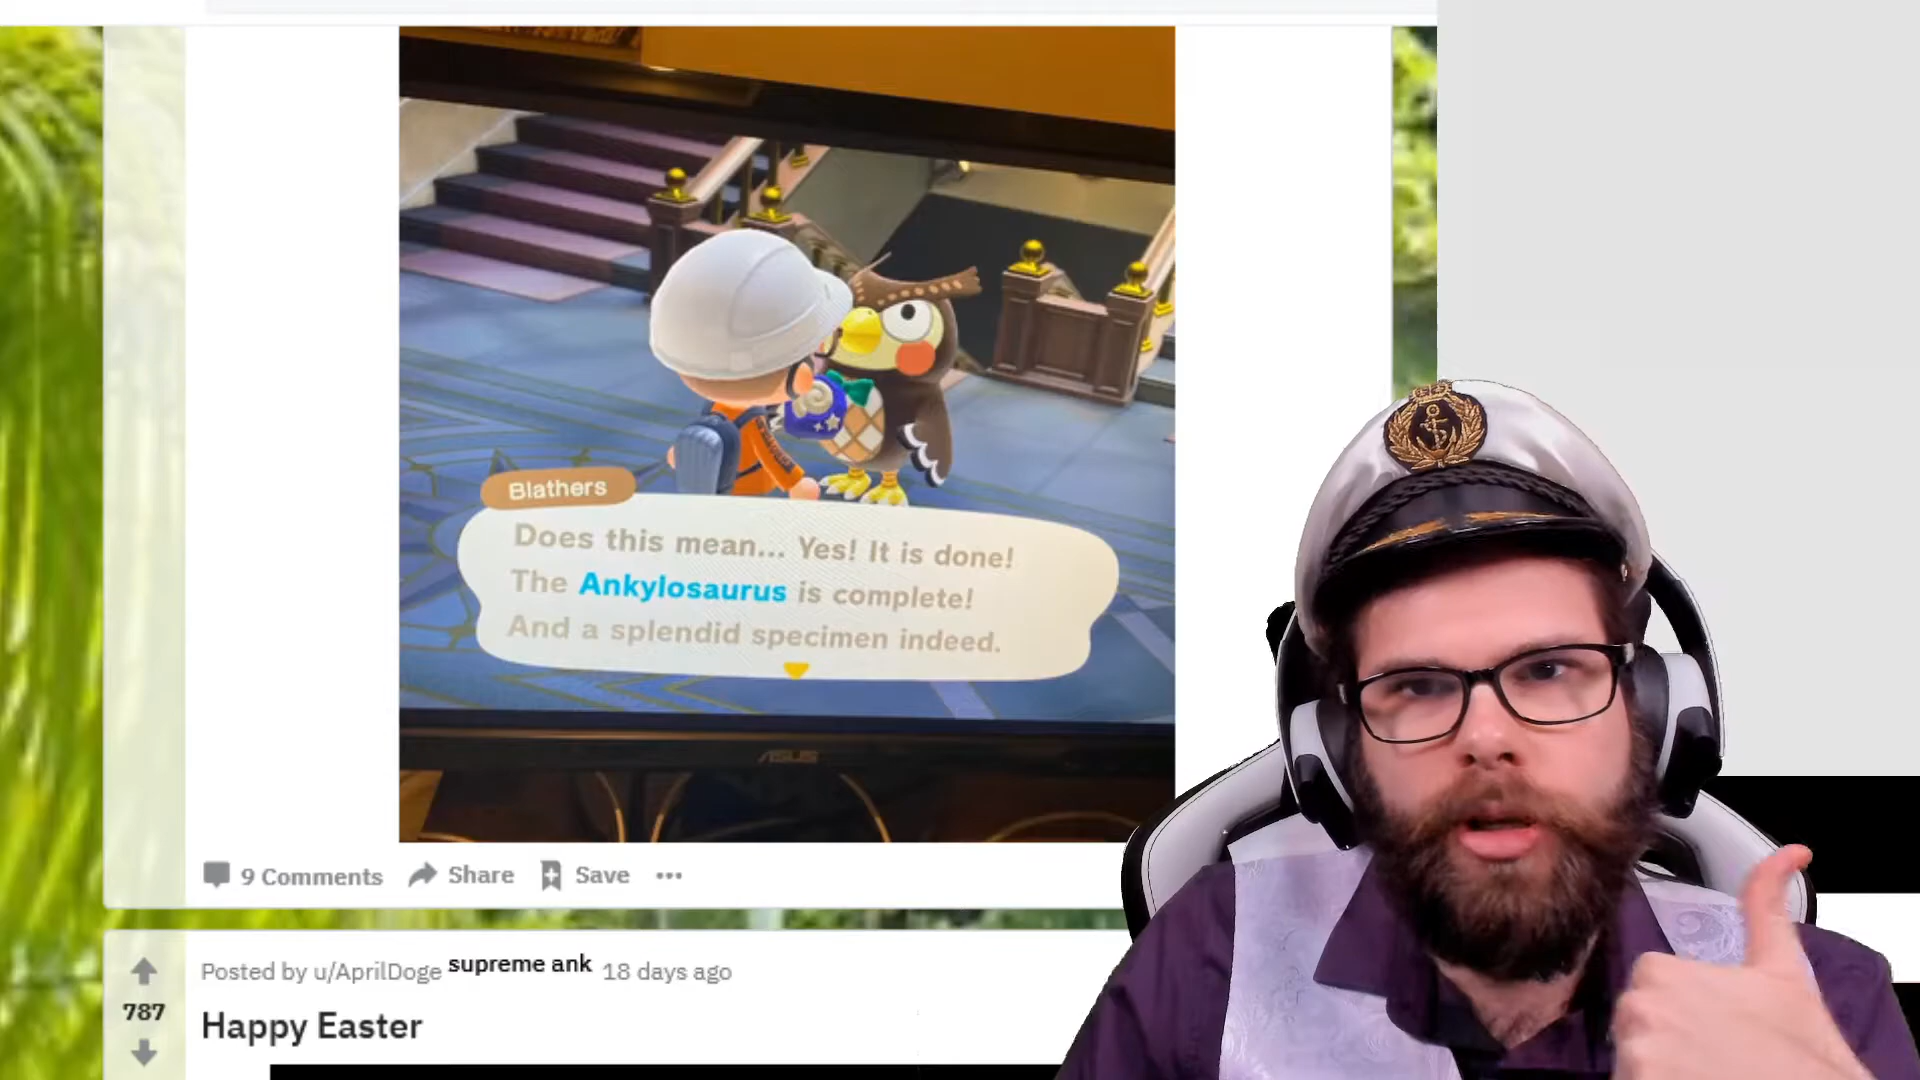 Blathers
Does this mean... Yes! It is done!
The Ankylosaurus is complete!
And a splendid specimen indeed.
ASUS
9 Comments Share Save
Posted by u/AprilDoge supreme ank 18 days ago
787
Happy Easter